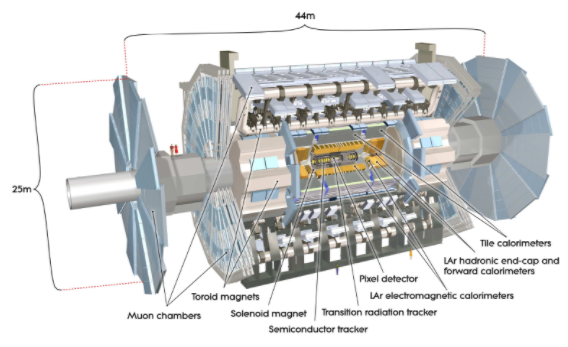 44m
25m
Tile calorimeters
LAr hadronic end-cap and
forward calorimeters
Pixel detector
LAr electromagnetic calorimeters
Toroid magnets
Muon chambers
Solenoid magnet
Transition radiation tracker
Semiconductor tracker